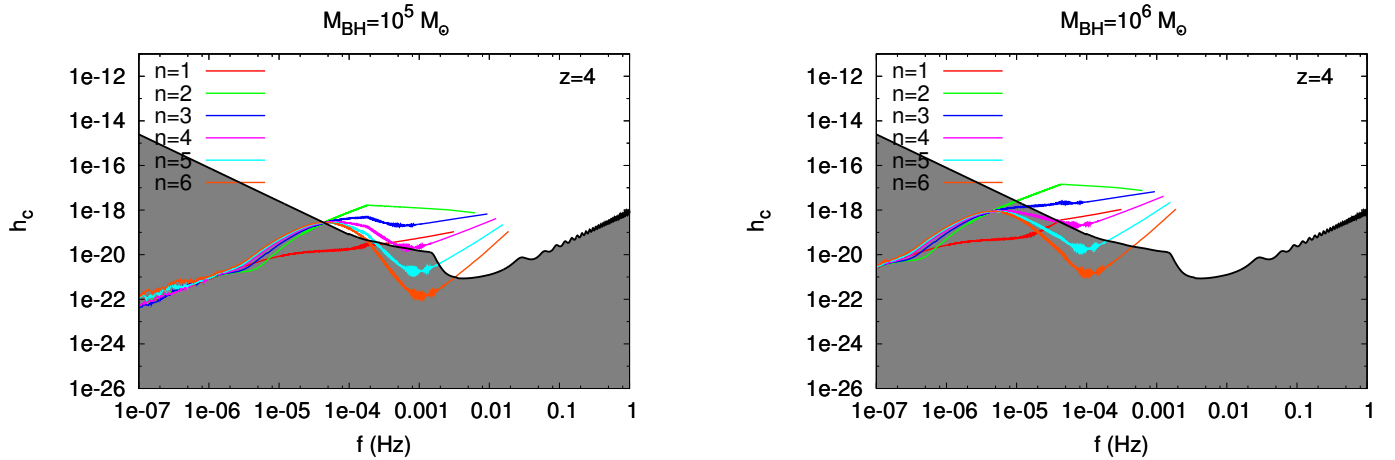 M_BH=10^5 M_⊙
z=4
n=1
n=2
n=3
n=4
n=5
n=6
1e-12
1e-14
1e-16
1e-18
1e-20
1e-22
1e-24
1e-26
h_c
1e-07 1e-06 1e-05 1e-04 0.001 0.01 0.1 1
f (Hz)
M_BH=10^6 M_⊙
z=4
n=1
n=2
n=3
n=4
n=5
n=6
1e-12
1e-14
1e-16
1e-18
1e-20
1e-22
1e-24
1e-26
h_c
1e-07 1e-06 1e-05 1e-04 0.001 0.01 0.1 1
f (Hz)